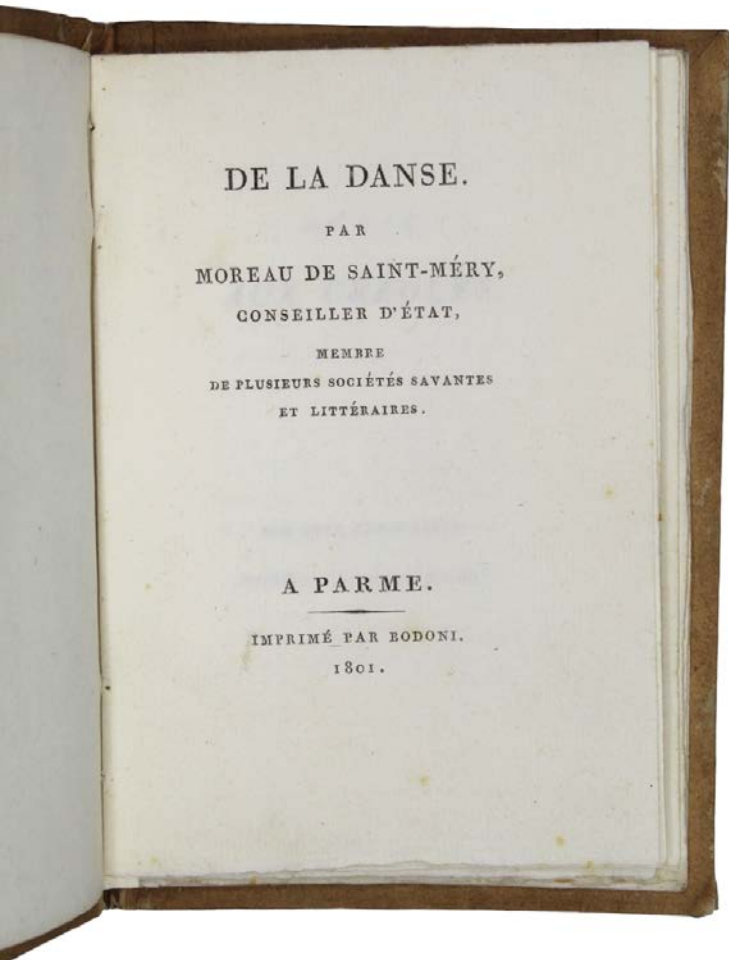 DE LA DANSE.
PAR
MOREAU DE SAINT-MÉRY,
CONSEILLER D'ÉTAT,
MEMBRE
DE PLUSIEURS SOCIÉTÉS SAVANTES
ET LITTÉRAIRES.
A PARME.
IMPRIMÉ PAR BODONI.
1801.